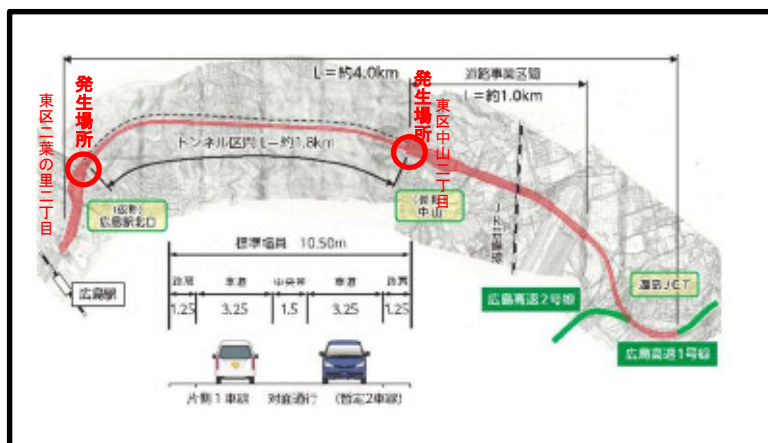 L=約4.0km
道路事業区間
L=約1.0km
発生場所
東区二葉の里二丁目
発生場所
東区中山二丁目
トンネル区間 L=約1.8km
(仮称)
広島駅北口
(仮称)
中山
標準幅員 10.50m
路肩 車道 中央帯 車道 路肩
1.25 3.25 1.5 3.25 1.25
広島駅
JR芸備線
温品JCT
広島高速2号線
広島高速1号線
片側1車線 対面通行 (暫定2車線)